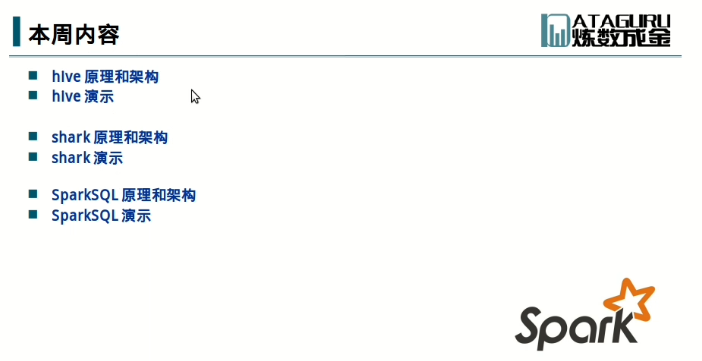 本周内容
DATAGURU
炼数成金
hive 原理和架构
hive 演示
shark 原理和架构
shark 演示
SparkSQL 原理和架构
SparkSQL 演示
Spark